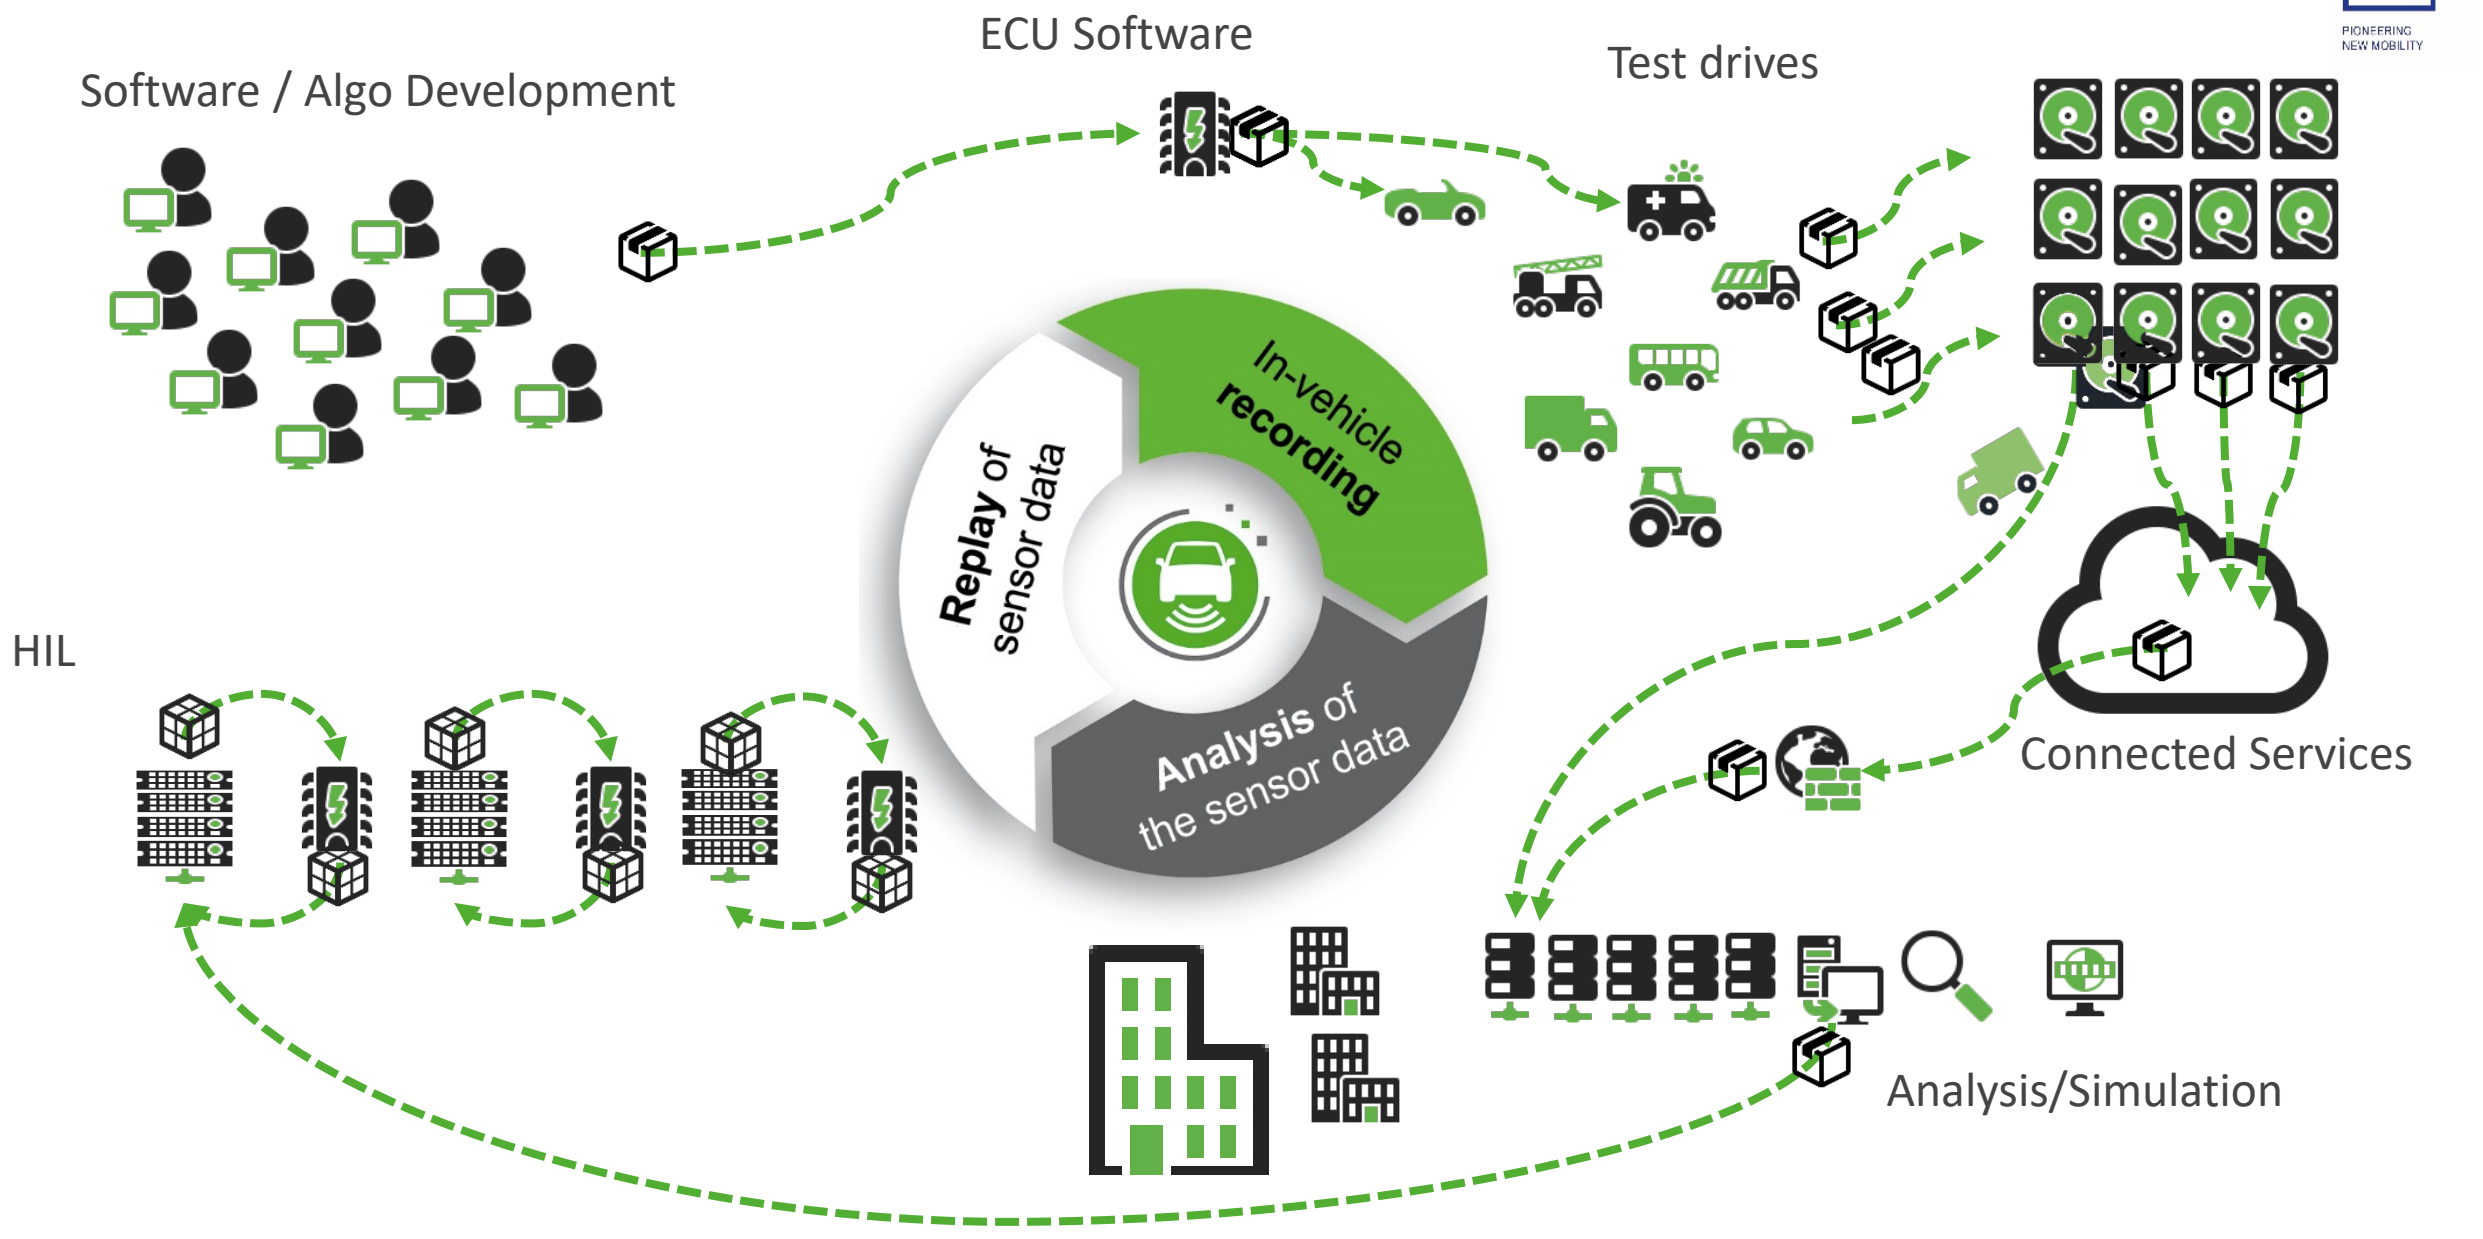 ECU Software
PIONEERING
NEW MOBILITY
Test drives
Software / Algo Development
In-vehicle
recording
Replay of
sensor data
HIL
Analysis of
the sensor data
Connected Services
Analysis/Simulation